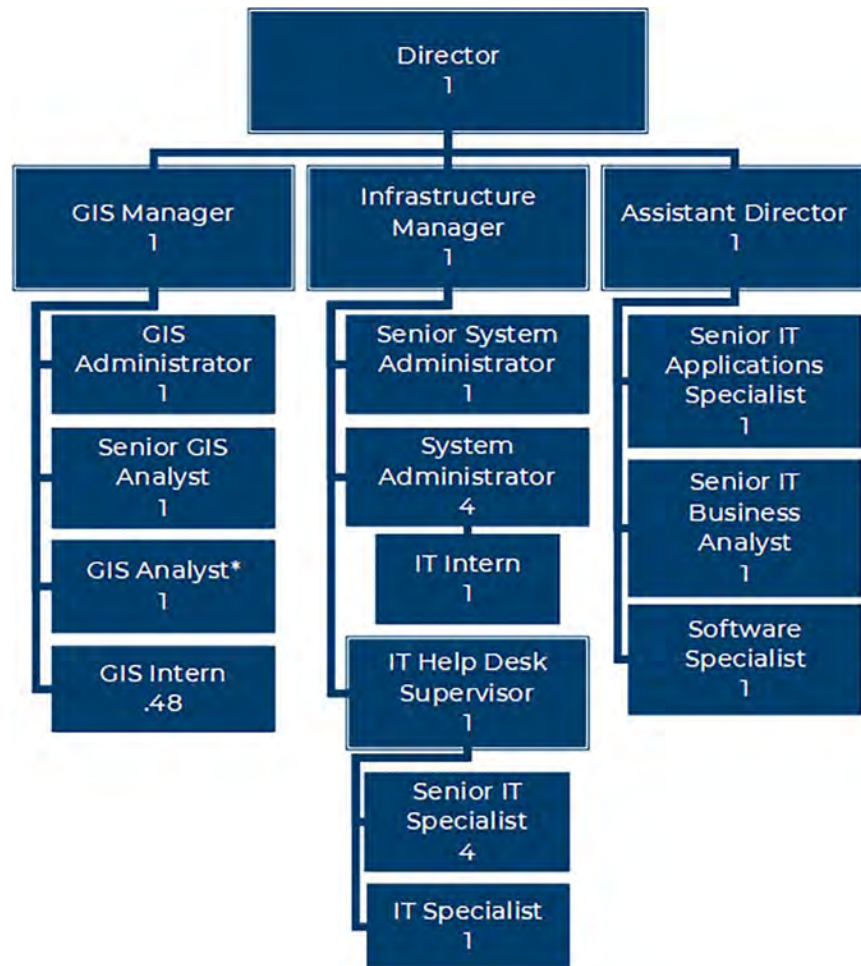 Director
1
GIS Manager
1
GIS
Administrator
1
Senior GIS
Analyst
1
GIS Analyst*
1
GIS Intern
.48
Infrastructure
Manager
1
Senior System
Administrator
1
System
Administrator
4
IT Intern
1
IT Help Desk
Supervisor
1
Senior IT
Specialist
4
IT Specialist
1
Assistant Director
1
Senior IT
Applications
Specialist
1
Senior IT
Business
Analyst
1
Software
Specialist
1